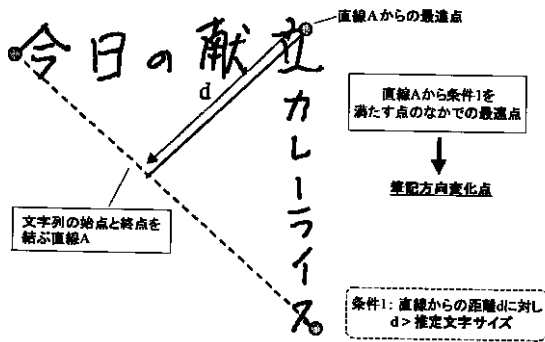 直線Aからの最遠点
今日の献立
d
カレーライス
直線Aから条件1を
満たす点のなかでの最遠点
筆記方向変化点
文字列の始点と終点を
結ぶ直線A
条件1: 直線からの距離dに対し
d > 推定文字サイズ